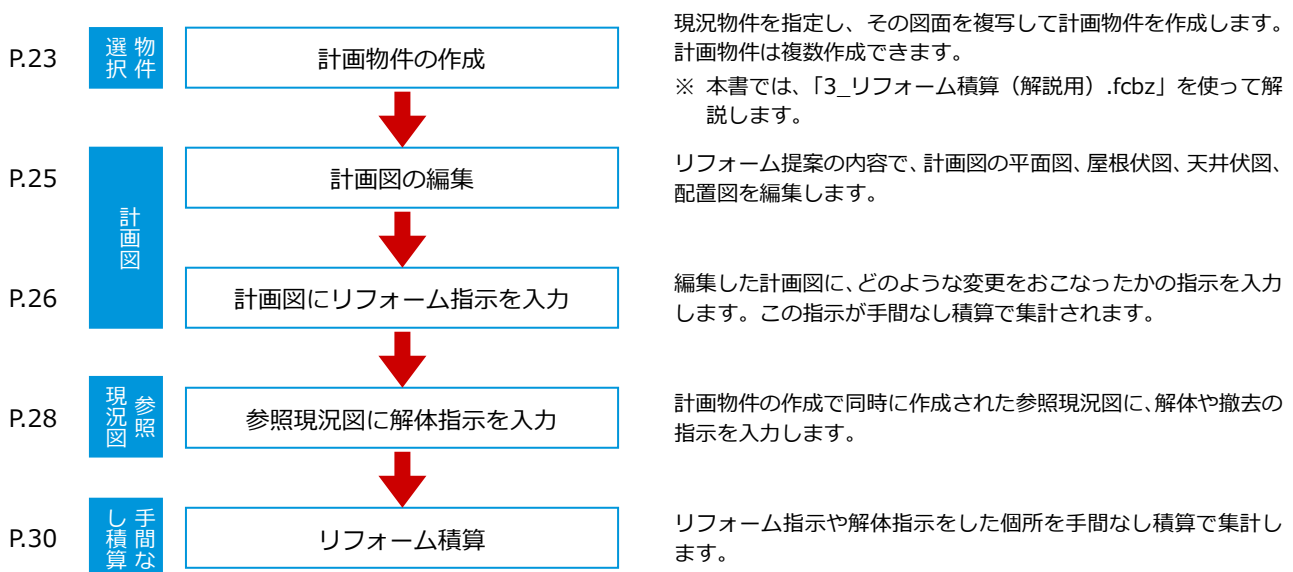 P.23
物件
選択
計画物件の作成
現況物件を指定し、その図面を複写して計画物件を作成します。
計画物件は複数作成できます。
※ 本書では、「3_リフォーム積算（解説用）.fcbz」を使って解
説します。
P.25
計画図
計画図の編集
リフォーム提案の内容で、計画図の平面図、屋根伏図、天井伏図、
配置図を編集します。
P.26
計画図にリフォーム指示を入力
編集した計画図に、どのような変更をおこなったかの指示を入力
します。この指示が手間なし積算で集計されます。
P.28
参照
現況図
参照現況図に解体指示を入力
計画物件の作成で同時に作成された参照現況図に、解体や撤去の
指示を入力します。
P.30
手間な
し積算
リフォーム積算
リフォーム指示や解体指示をした個所を手間なし積算で集計し
ます。